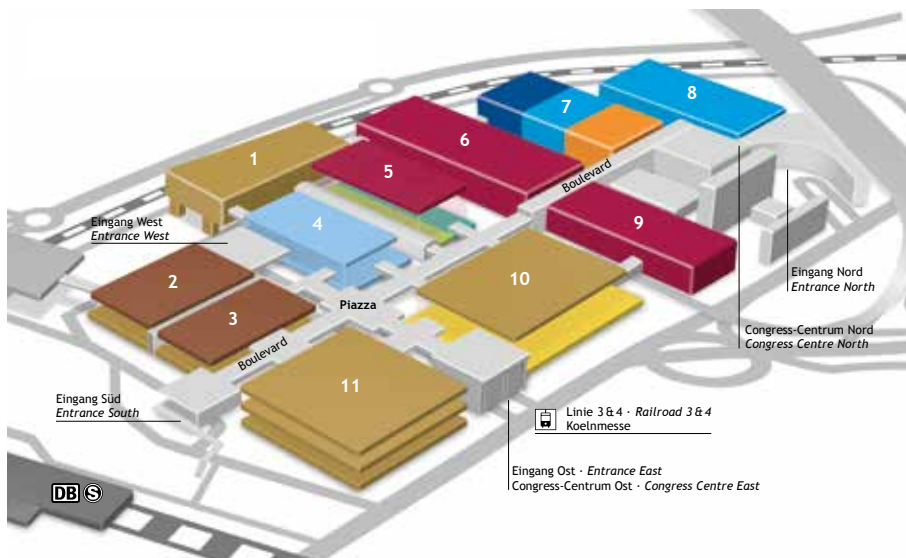 8
7
6
1
5
Boulevard
4
9
Eingang West
Entrance West
10
Eingang Nord
Entrance North
2
Piazza
3
Congress-Centrum Nord
Congress Centre North
Boulevard
11
Eingang Süd
Entrance South
Linie 3 & 4 · Railroad 3 & 4
Koelnmesse
Eingang Ost · Entrance East
Congress-Centrum Ost · Congress Centre East
DB S